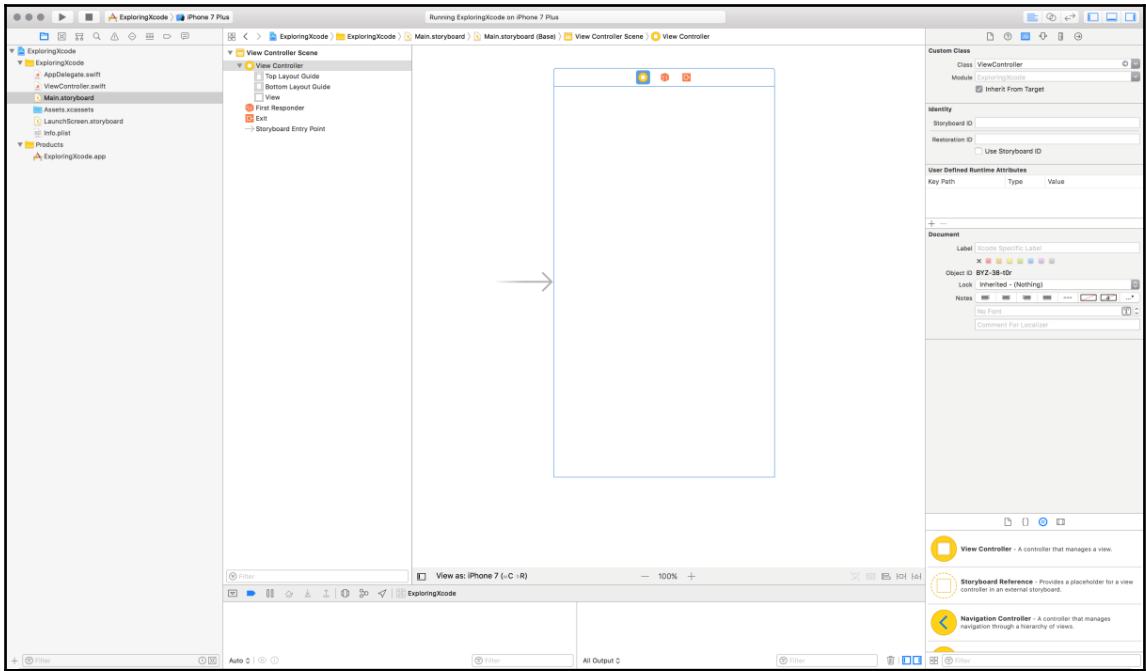 ExploringXcode
iPhone 7 Plus
Running ExploringXcode on iPhone 7 Plus
ExploringXcode
ExploringXcode
AppDelegate.swift
ViewController.swift
Main.storyboard
Assets.xcassets
LaunchScreen.storyboard
Info.plist
Products
ExploringXcode.app
Filter
ExploringXcode
ExploringXcode
Main.storyboard
Main.storyboard (Base)
View Controller Scene
View Controller
View Controller Scene
View Controller
Top Layout Guide
Bottom Layout Guide
View
First Responder
Exit
Storyboard Entry Point
Filter
View as: iPhone 7 (wC hR)
— 100% +
ExploringXcode
Auto
Filter
All Output
Filter
Custom Class
Class ViewController
Module ExploringXcode
Inherit From Target
Identity
Storyboard ID
Restoration ID
Use Storyboard ID
User Defined Runtime Attributes
Key Path Type Value
+ —
Document
Label Xcode Specific Label
Object ID BYZ-38-t0r
Lock Inherited - (Nothing)
Notes
No Font
Comment For Localizer
View Controller - A controller that manages a view.
Storyboard Reference - Provides a placeholder for a view
controller in an external storyboard.
Navigation Controller - A controller that manages
navigation through a hierarchy of views.
Filter